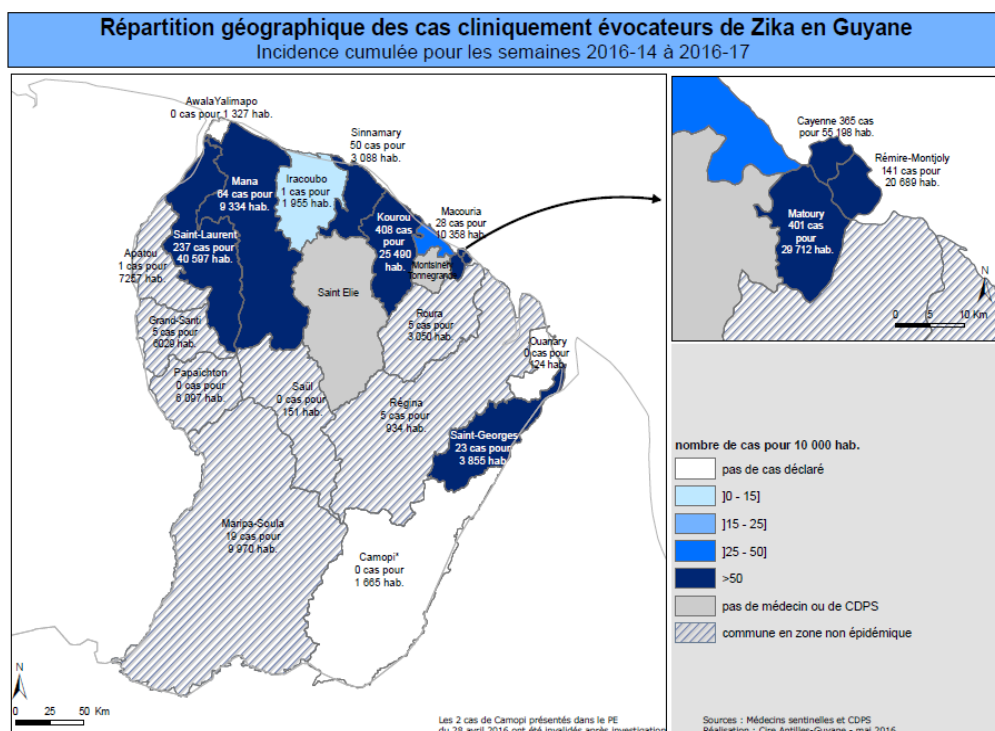 Répartition géographique des cas cliniquement évocateurs de Zika en Guyane
Incidence cumulée pour les semaines 2016-14 à 2016-17
AwalaYalimapo
0 cas pour 1 327 hab.
Sinnamary
50 cas pour
3 088 hab.
Mana
64 cas pour
9 334 hab.
Iracoubo
1 cas pour
1 955 hab.
Kourou
408 cas
pour
25 490
hab.
Macouria
28 cas pour
10 358 hab.
Saint-Laurent
237 cas pour
40 597 hab.
Apatou
1 cas pour
7257 hab.
Montsinery
Tonnegrande
Saint Elie
Grand-Santi
5 cas pour
6029 hab.
Roura
5 cas pour
3 050 hab.
Ouanary
0 cas pour
124 hab.
Papaïchton
0 cas pour
6 097 hab.
Saül
0 cas pour
151 hab.
Régina
5 cas pour
934 hab.
Saint-Georges
23 cas pour
3 855 hab.
Maripa-Soula
19 cas pour
9 970 hab.
Camopi*
0 cas pour
1 665 hab.
N
0 25 50 Km
Les 2 cas de Camopi présentés dans le PE
du 28 avril 2016 ont été invalidés après investigation
Cayenne 365 cas
pour 55 198 hab.
Rémire-Montjoly
141 cas pour
20 689 hab.
Matoury
401 cas
pour
29 712 hab.
N
0 5 10 Km
nombre de cas pour 10 000 hab.
pas de cas déclaré
]0 - 15]
]15 - 25]
]25 - 50]
>50
pas de médecin ou de CDPS
commune en zone non épidémique
Sources : Médecins sentinelles et CDPS
Réalisation : Cire Antilles-Guyane - mai 2016